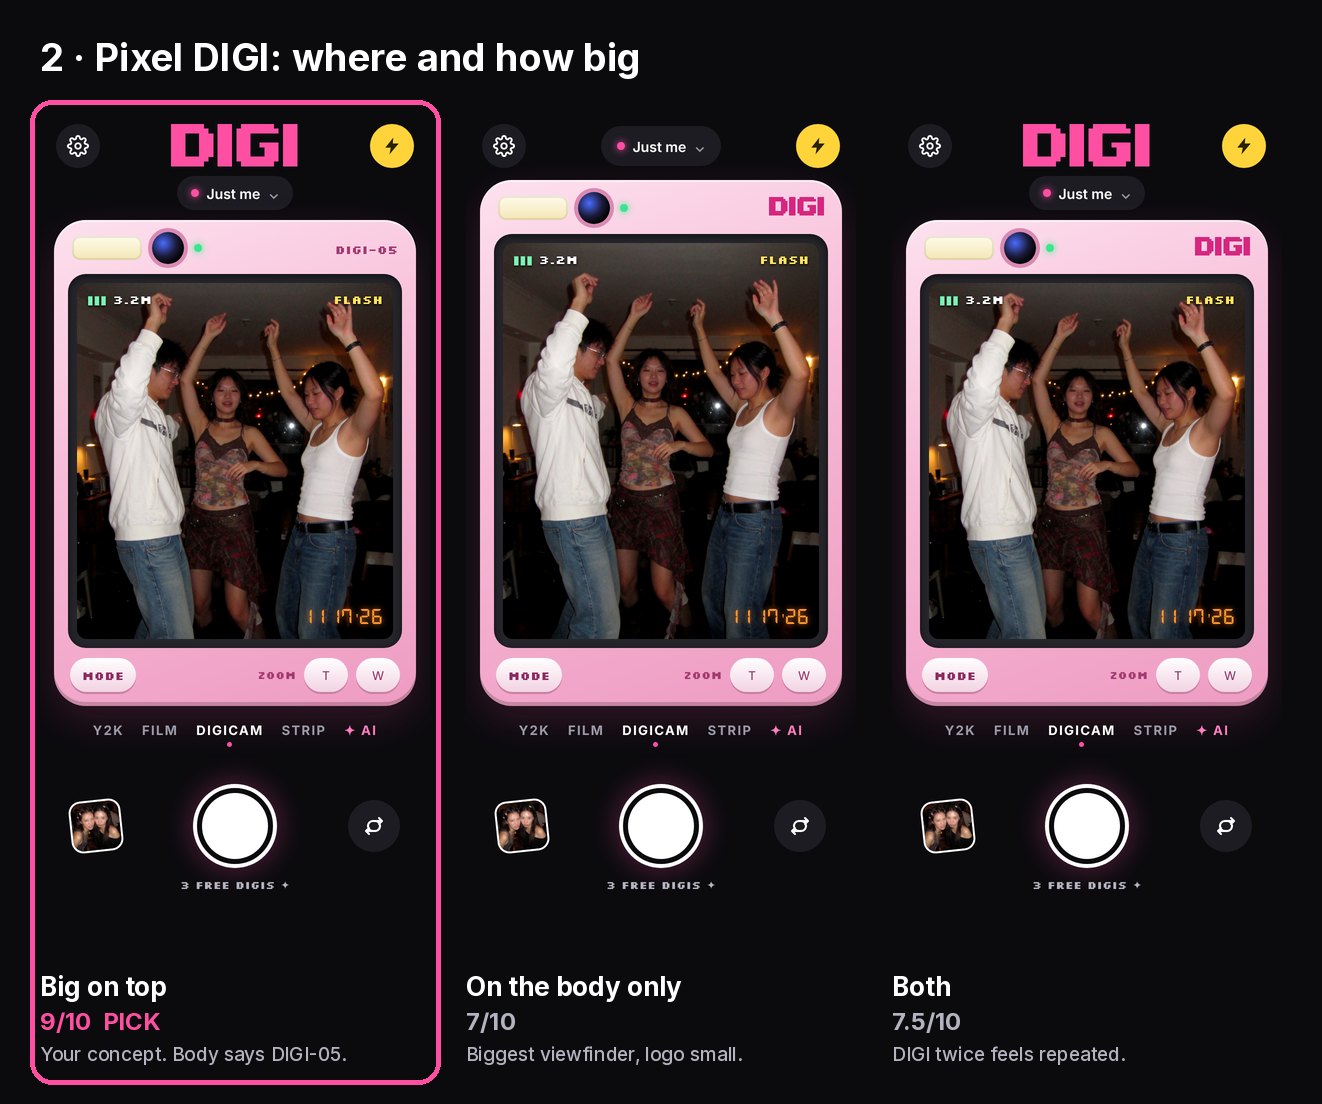 2 · Pixel DIGI: where and how big
DIGI
Just me
DIGI-05
3.2M FLASH
11 17 '26
MODE ZOOM T W
Y2K FILM DIGICAM STRIP ✦ AI
3 FREE DIGIS ✦
Big on top
9/10 PICK
Your concept. Body says DIGI-05.
Just me
DIGI
3.2M FLASH
11 17 '26
MODE ZOOM T W
Y2K FILM DIGICAM STRIP ✦ AI
3 FREE DIGIS ✦
On the body only
7/10
Biggest viewfinder, logo small.
DIGI
Just me
DIGI
3.2M FLASH
11 17 '26
MODE ZOOM T W
Y2K FILM DIGICAM STRIP ✦ AI
3 FREE DIGIS ✦
Both
7.5/10
DIGI twice feels repeated.